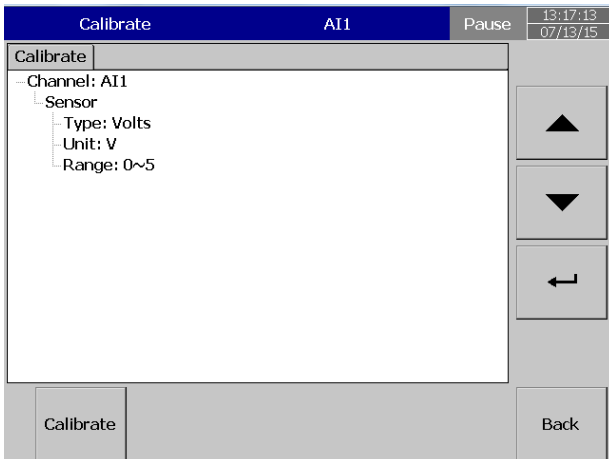 Calibrate AI1 Pause 13:17:13
07/13/15
Calibrate
Channel: AI1
Sensor
Type: Volts
Unit: V
Range: 0~5
Calibrate Back